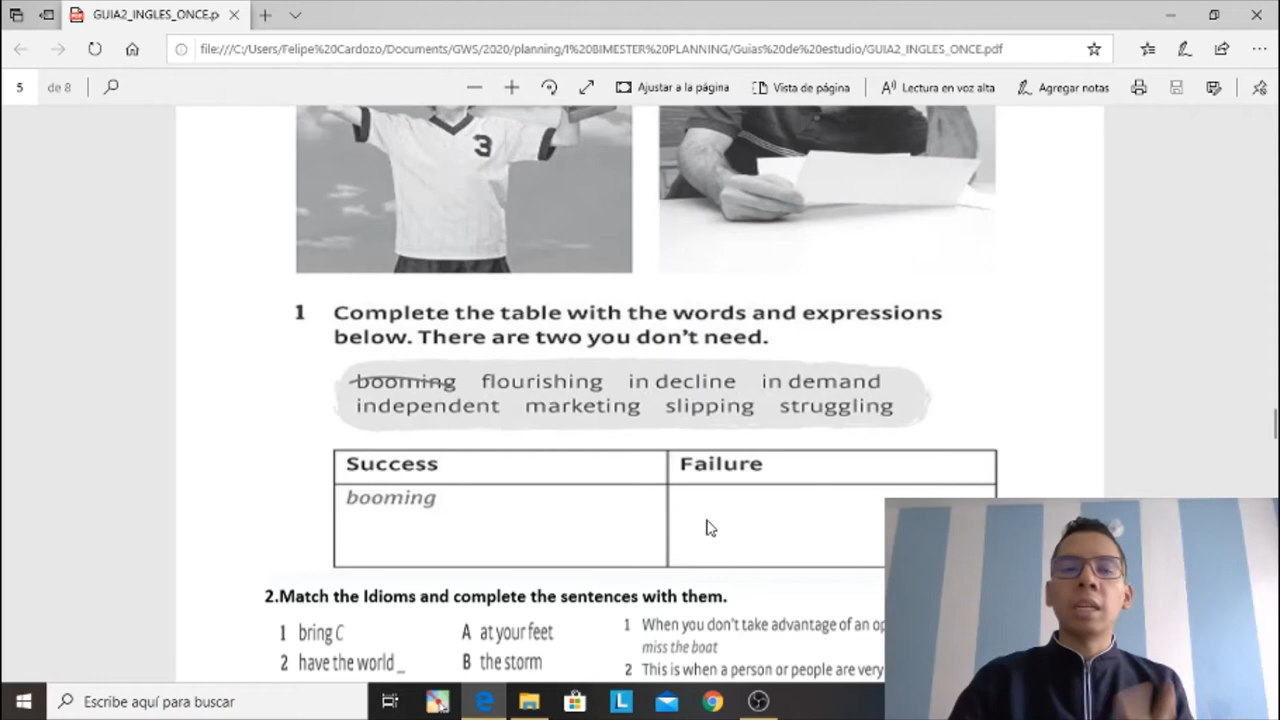 GUIA2_INGLES_ONCE.p
file:///C:/Users/Felipe%20Cardozo/Documents/GWS/2020/planning/I%20BIMESTER%20PLANNING/Guias%20de%20estudio/GUIA2_INGLES_ONCE.pdf
5 de 8 Ajustar a la página Vista de página Lectura en voz alta Agregar notas
3
1 Complete the table with the words and expressions
below. There are two you don't need.
booming flourishing in decline in demand
independent marketing slipping struggling
Success Failure
booming
2.Match the Idioms and complete the sentences with them.
1 bring C A at your feet 1 When you don't take advantage of an op
miss the boat
2 have the world_ B the storm 2 This is when a person or people are very
Escribe aquí para buscar